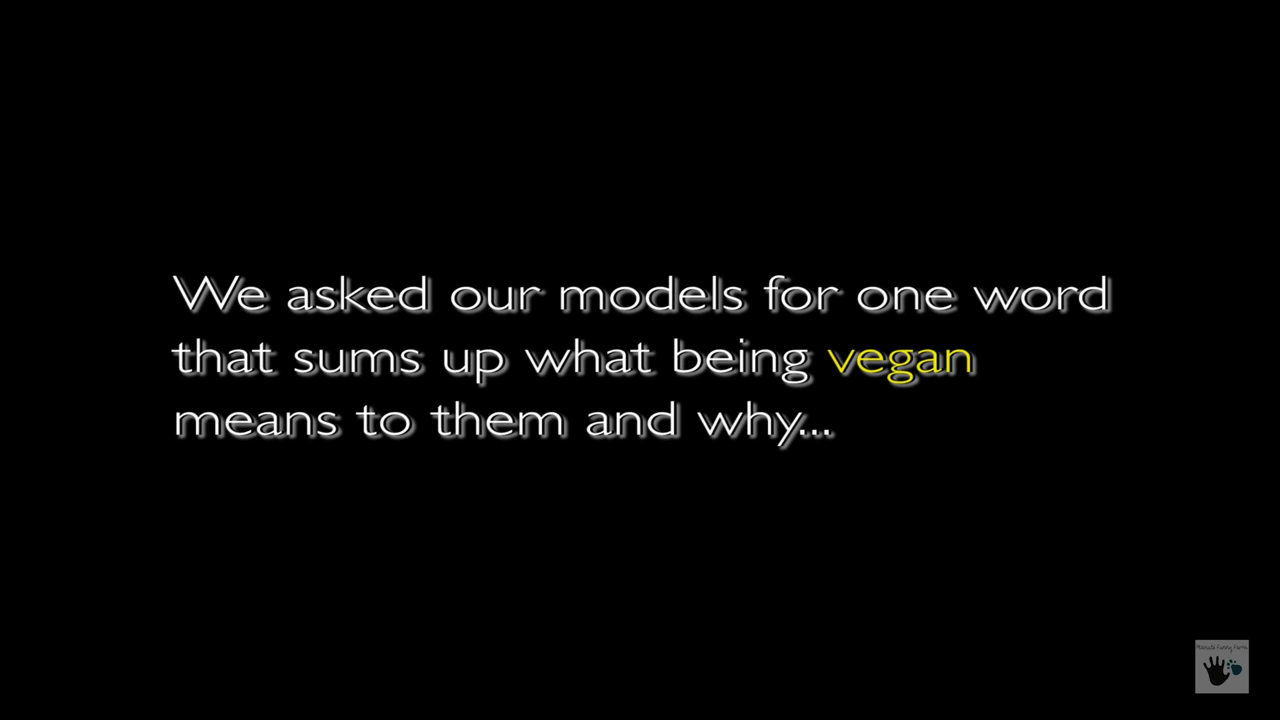 We asked our models for one word
that sums up what being vegan
means to them and why...